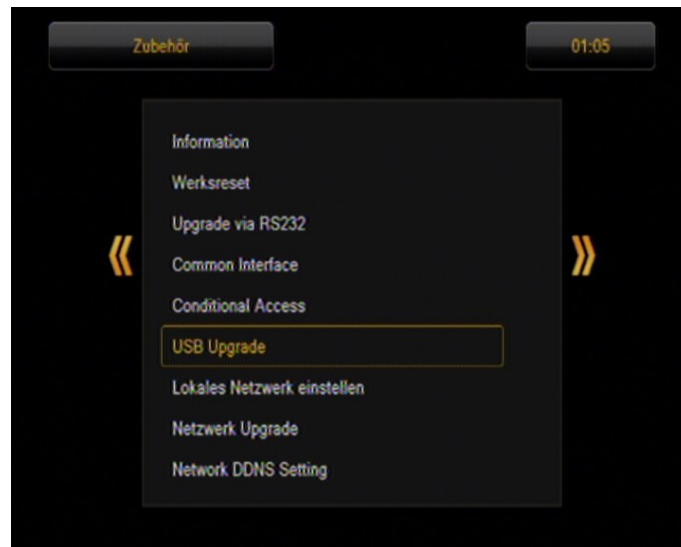 Zubehör
01:05
Information
Werksreset
Upgrade via RS232
Common Interface
Conditional Access
USB Upgrade
Lokales Netzwerk einstellen
Netzwerk Upgrade
Network DDNS Setting